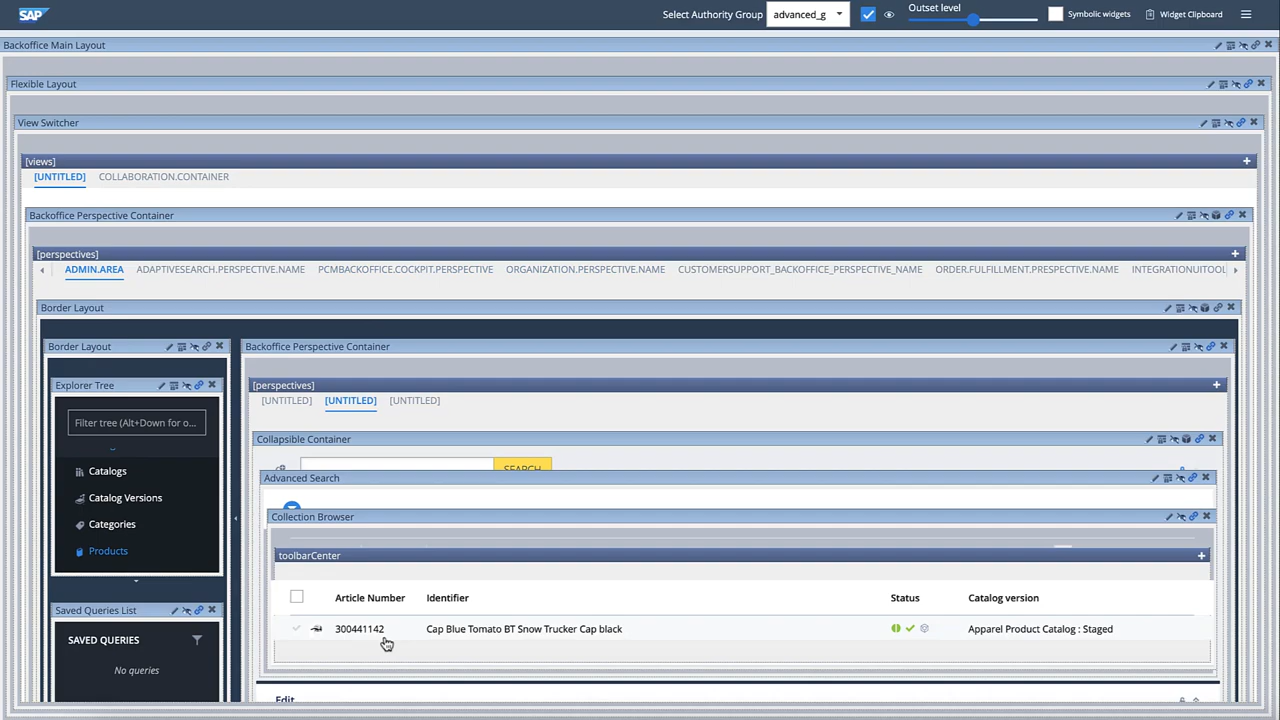 SAP
Select Authority Group
advanced_g
Outset level
Symbolic widgets
Widget Clipboard
Backoffice Main Layout
Flexible Layout
View Switcher
[views]
[UNTITLED] COLLABORATION.CONTAINER
Backoffice Perspective Container
[perspectives]
ADMIN.AREA ADAPTIVESEARCH.PERSPECTIVE.NAME PCMBACKOFFICE.COCKPIT.PERSPECTIVE ORGANIZATION.PERSPECTIVE.NAME CUSTOMERSUPPORT_BACKOFFICE_PERSPECTIVE_NAME ORDER.FULFILLMENT.PRESPECTIVE.NAME INTEGRATIONUITOOL
Border Layout
Border Layout
Explorer Tree
Filter tree (Alt+Down for o...
Catalogs
Catalog Versions
Categories
Products
Saved Queries List
SAVED QUERIES
No queries
Backoffice Perspective Container
[perspectives]
[UNTITLED] [UNTITLED] [UNTITLED]
Collapsible Container
SEARCH
Advanced Search
Collection Browser
toolbarCenter
Article Number Identifier Status Catalog version
300441142 Cap Blue Tomato BT Snow Trucker Cap black Apparel Product Catalog : Staged
Edit